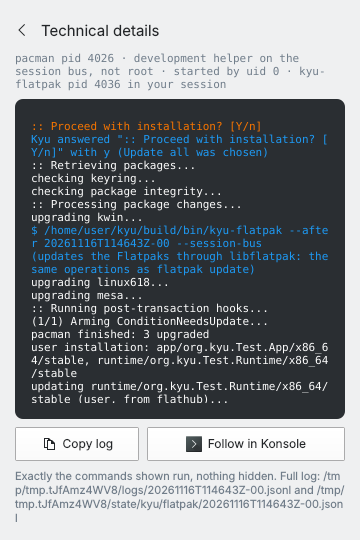 Technical details
pacman pid 4026 · development helper on the
session bus, not root · started by uid 0 · kyu-
flatpak pid 4036 in your session
:: Proceed with installation? [Y/n]
Kyu answered ":: Proceed with installation? [
Y/n]" with y (Update all was chosen)
:: Retrieving packages...
checking keyring...
checking package integrity...
:: Processing package changes...
upgrading kwin...
$ /home/user/kyu/build/bin/kyu-flatpak --afte
r 20261116T114643Z-00 --session-bus
(updates the Flatpaks through libflatpak: the
same operations as flatpak update)
upgrading linux618...
upgrading mesa...
:: Running post-transaction hooks...
(1/1) Arming ConditionNeedsUpdate...
pacman finished: 3 upgraded
user installation: app/org.kyu.Test.App/x86_6
4/stable, runtime/org.kyu.Test.Runtime/x86_64
/stable
updating runtime/org.kyu.Test.Runtime/x86_64/
stable (user, from flathub)...
Copy log
Follow in Konsole
Exactly the commands shown run, nothing hidden. Full log: /tm
p/tmp.tJfAmz4WV8/logs/20261116T114643Z-00.jsonl and /tmp/
tmp.tJfAmz4WV8/state/kyu/flatpak/20261116T114643Z-00.json
l